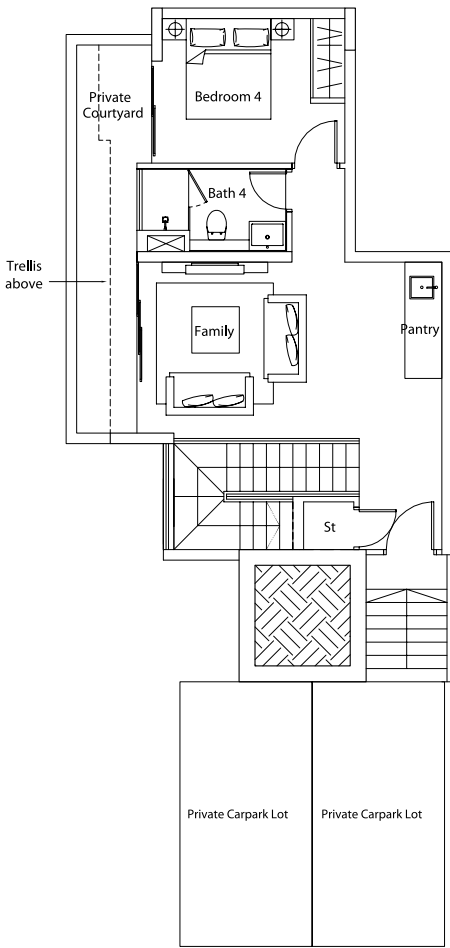 Private
Courtyard
Bedroom 4
Bath 4
Trellis
above
Family
Pantry
St
Private Carpark Lot
Private Carpark Lot